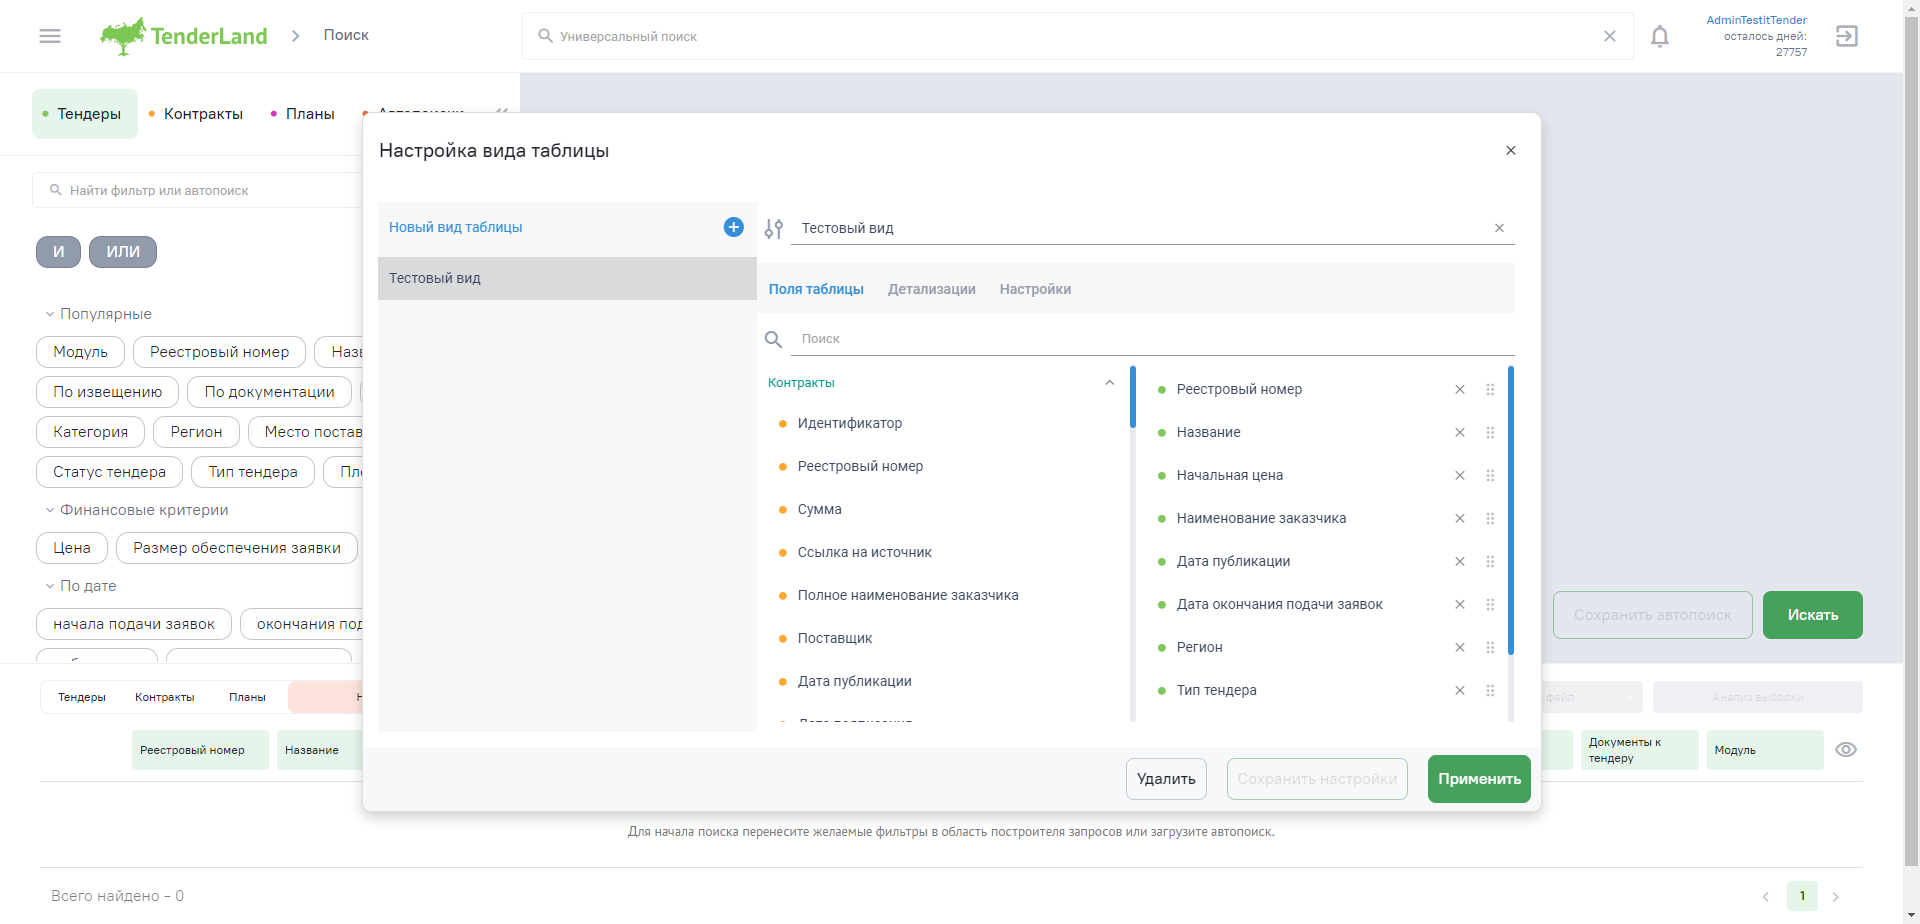 TenderLand
Поиск
Универсальный поиск
AdminTestitTender
осталось дней:
27757
Тендеры
Контракты
Планы
Найти фильтр или автопоиск
И
ИЛИ
Популярные
Модуль
Реестровый номер
По извещению
По документации
Категория
Регион
Место
Статус тендера
Тип тендера
Финансовые критерии
Цена
Размер обеспечения заявки
По дате
начала подачи заявок
окончания
Настройка вида таблицы
Новый вид таблицы
Тестовый вид
Тестовый вид
Поля таблицы
Детализации
Настройки
Поиск
Контракты
Идентификатор
Реестровый номер
Сумма
Ссылка на источник
Полное наименование заказчика
Поставщик
Дата публикации
Реестровый номер
Название
Начальная цена
Наименование заказчика
Дата публикации
Дата окончания подачи заявок
Регион
Тип тендера
Удалить
Сохранить настройки
Применить
Сохранить автопоиск
Искать
Тендеры
Контракты
Планы
файл
Анализ выборки
Реестровый номер
Название
Документы к
тендеру
Модуль
Для начала поиска перенесите желаемые фильтры в область построителя запросов или загрузите автопоиск.
Всего найдено - 0
1